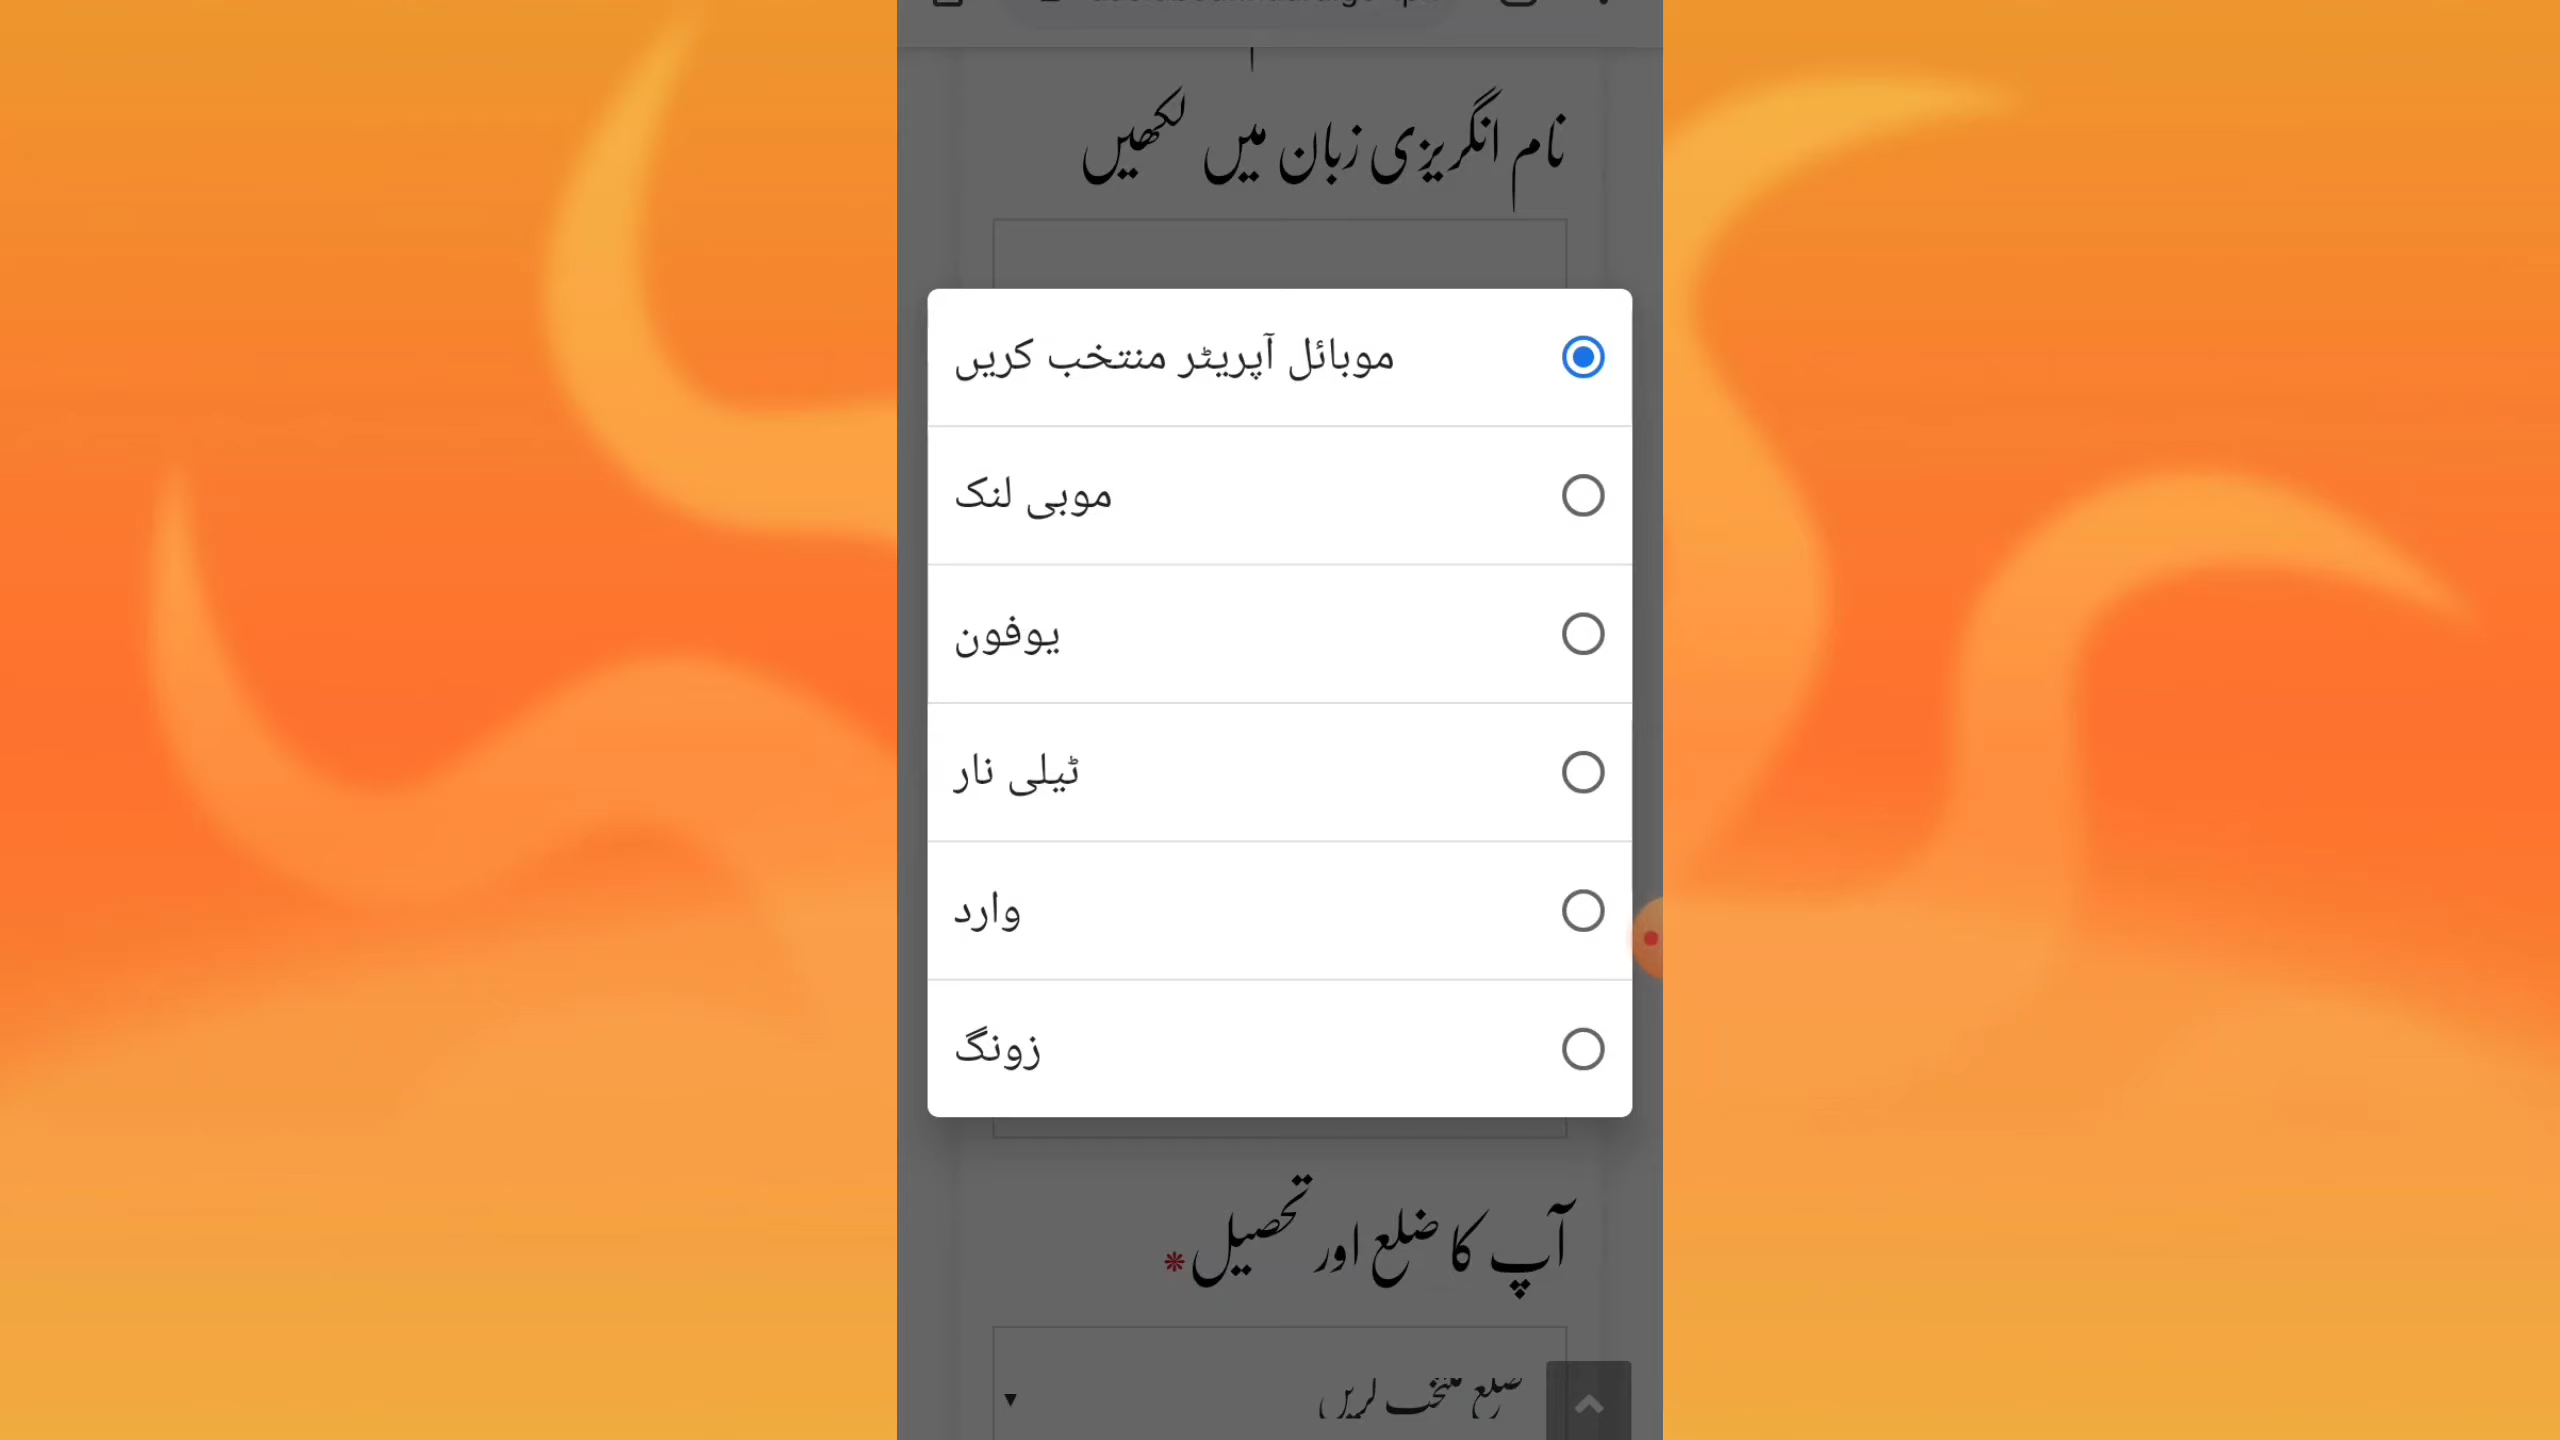 نام انگریزی زبان میں لکھیں
موبائل آپریٹر منتخب کریں
موبی لنک
یوفون
ٹیلی نار
وارد
زونگ
آپ کا ضلع اور تحصیل*
ضلع منتخب کریں